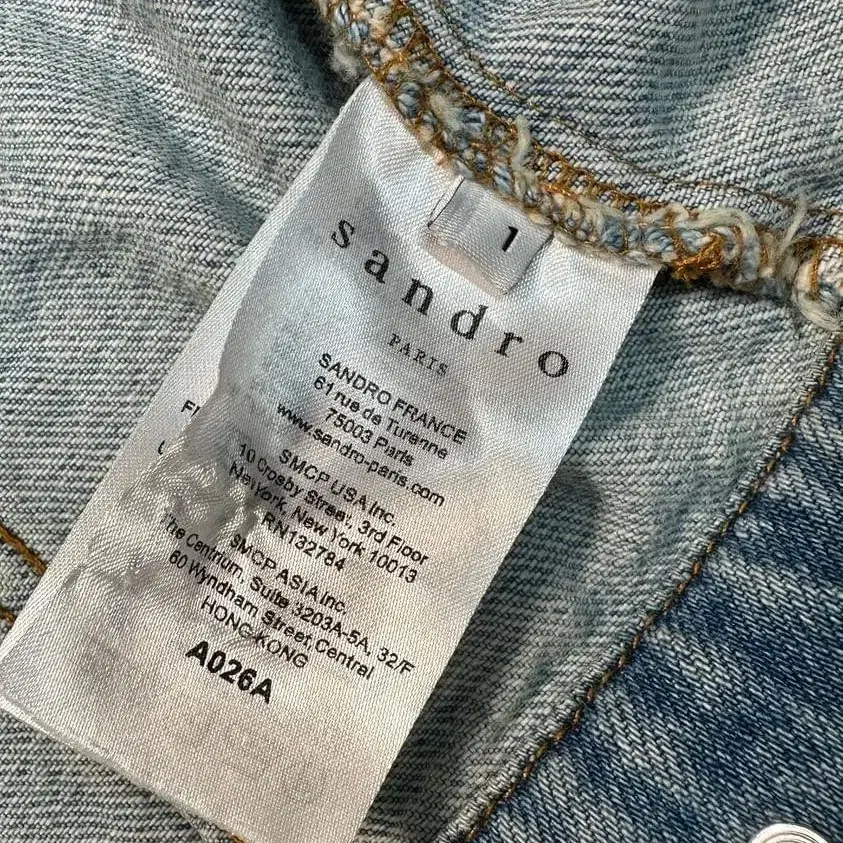 1
sandro
PARIS
SANDRO FRANCE
61 rue de Turenne
75003 Paris
www.sandro-paris.com
SMCP USA Inc.
10 Crosby Street, 3rd Floor
New York, New York 10013
RN132784
SMCP ASIA Inc.
The Centrium, Suite 3203A-5A, 32/F
60 Wyndham Street, Central
HONG-KONG
A026A